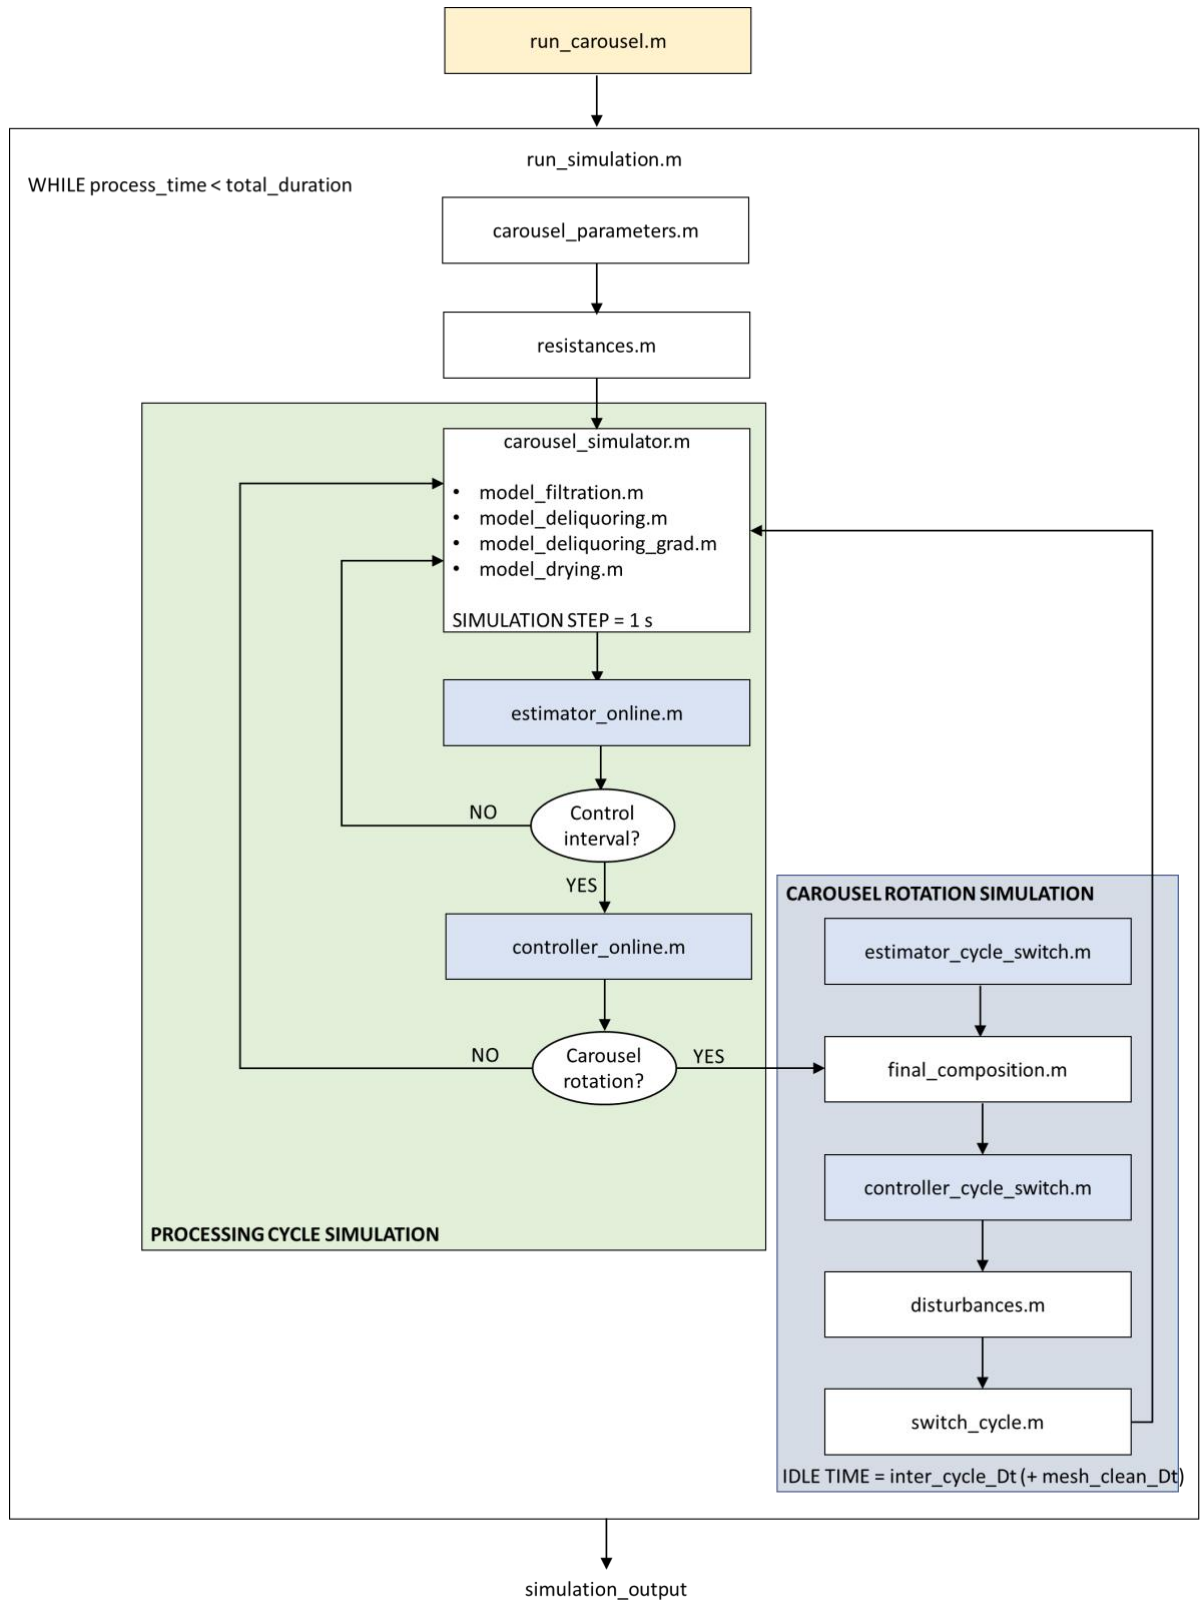 run_carousel.m
run_simulation.m
WHILE process_time < total_duration
carousel_parameters.m
resistances.m
carousel_simulator.m
• model_filtration.m
• model_deliquoring.m
• model_deliquoring_grad.m
• model_drying.m
SIMULATION STEP = 1 s
estimator_online.m
Control
interval?
NO
YES
controller_online.m
Carousel
rotation?
NO
YES
PROCESSING CYCLE SIMULATION
CAROUSEL ROTATION SIMULATION
estimator_cycle_switch.m
final_composition.m
controller_cycle_switch.m
disturbances.m
switch_cycle.m
IDLE TIME = inter_cycle_Dt (+ mesh_clean_Dt)
simulation_output